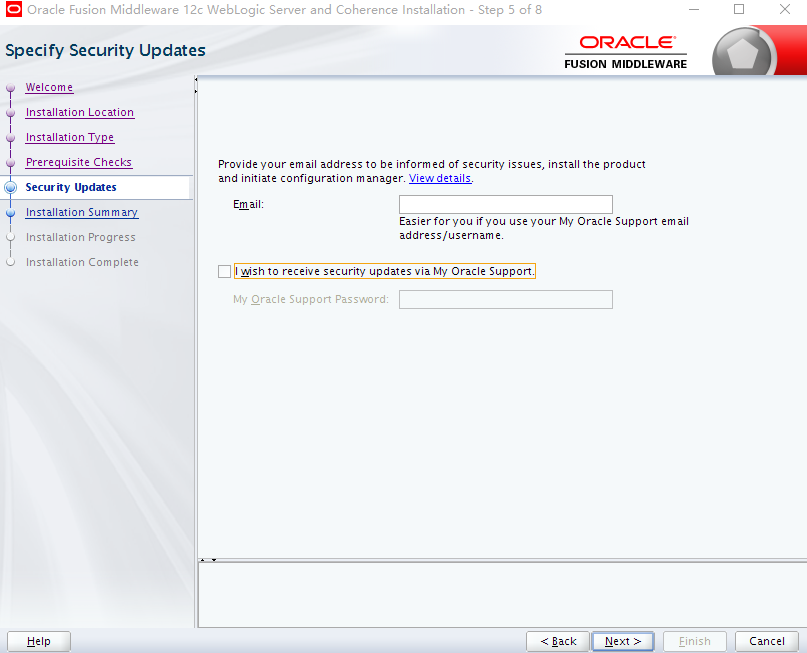 Oracle Fusion Middleware 12c WebLogic Server and Coherence Installation - Step 5 of 8
Specify Security Updates
ORACLE
FUSION MIDDLEWARE
Welcome
Installation Location
Installation Type
Prerequisite Checks
Security Updates
Installation Summary
Installation Progress
Installation Complete
Provide your email address to be informed of security issues, install the product
and initiate configuration manager. View details.
Email:
Easier for you if you use your My Oracle Support email
address/username.
I wish to receive security updates via My Oracle Support.
My Oracle Support Password:
Help
< Back
Next >
Finish
Cancel